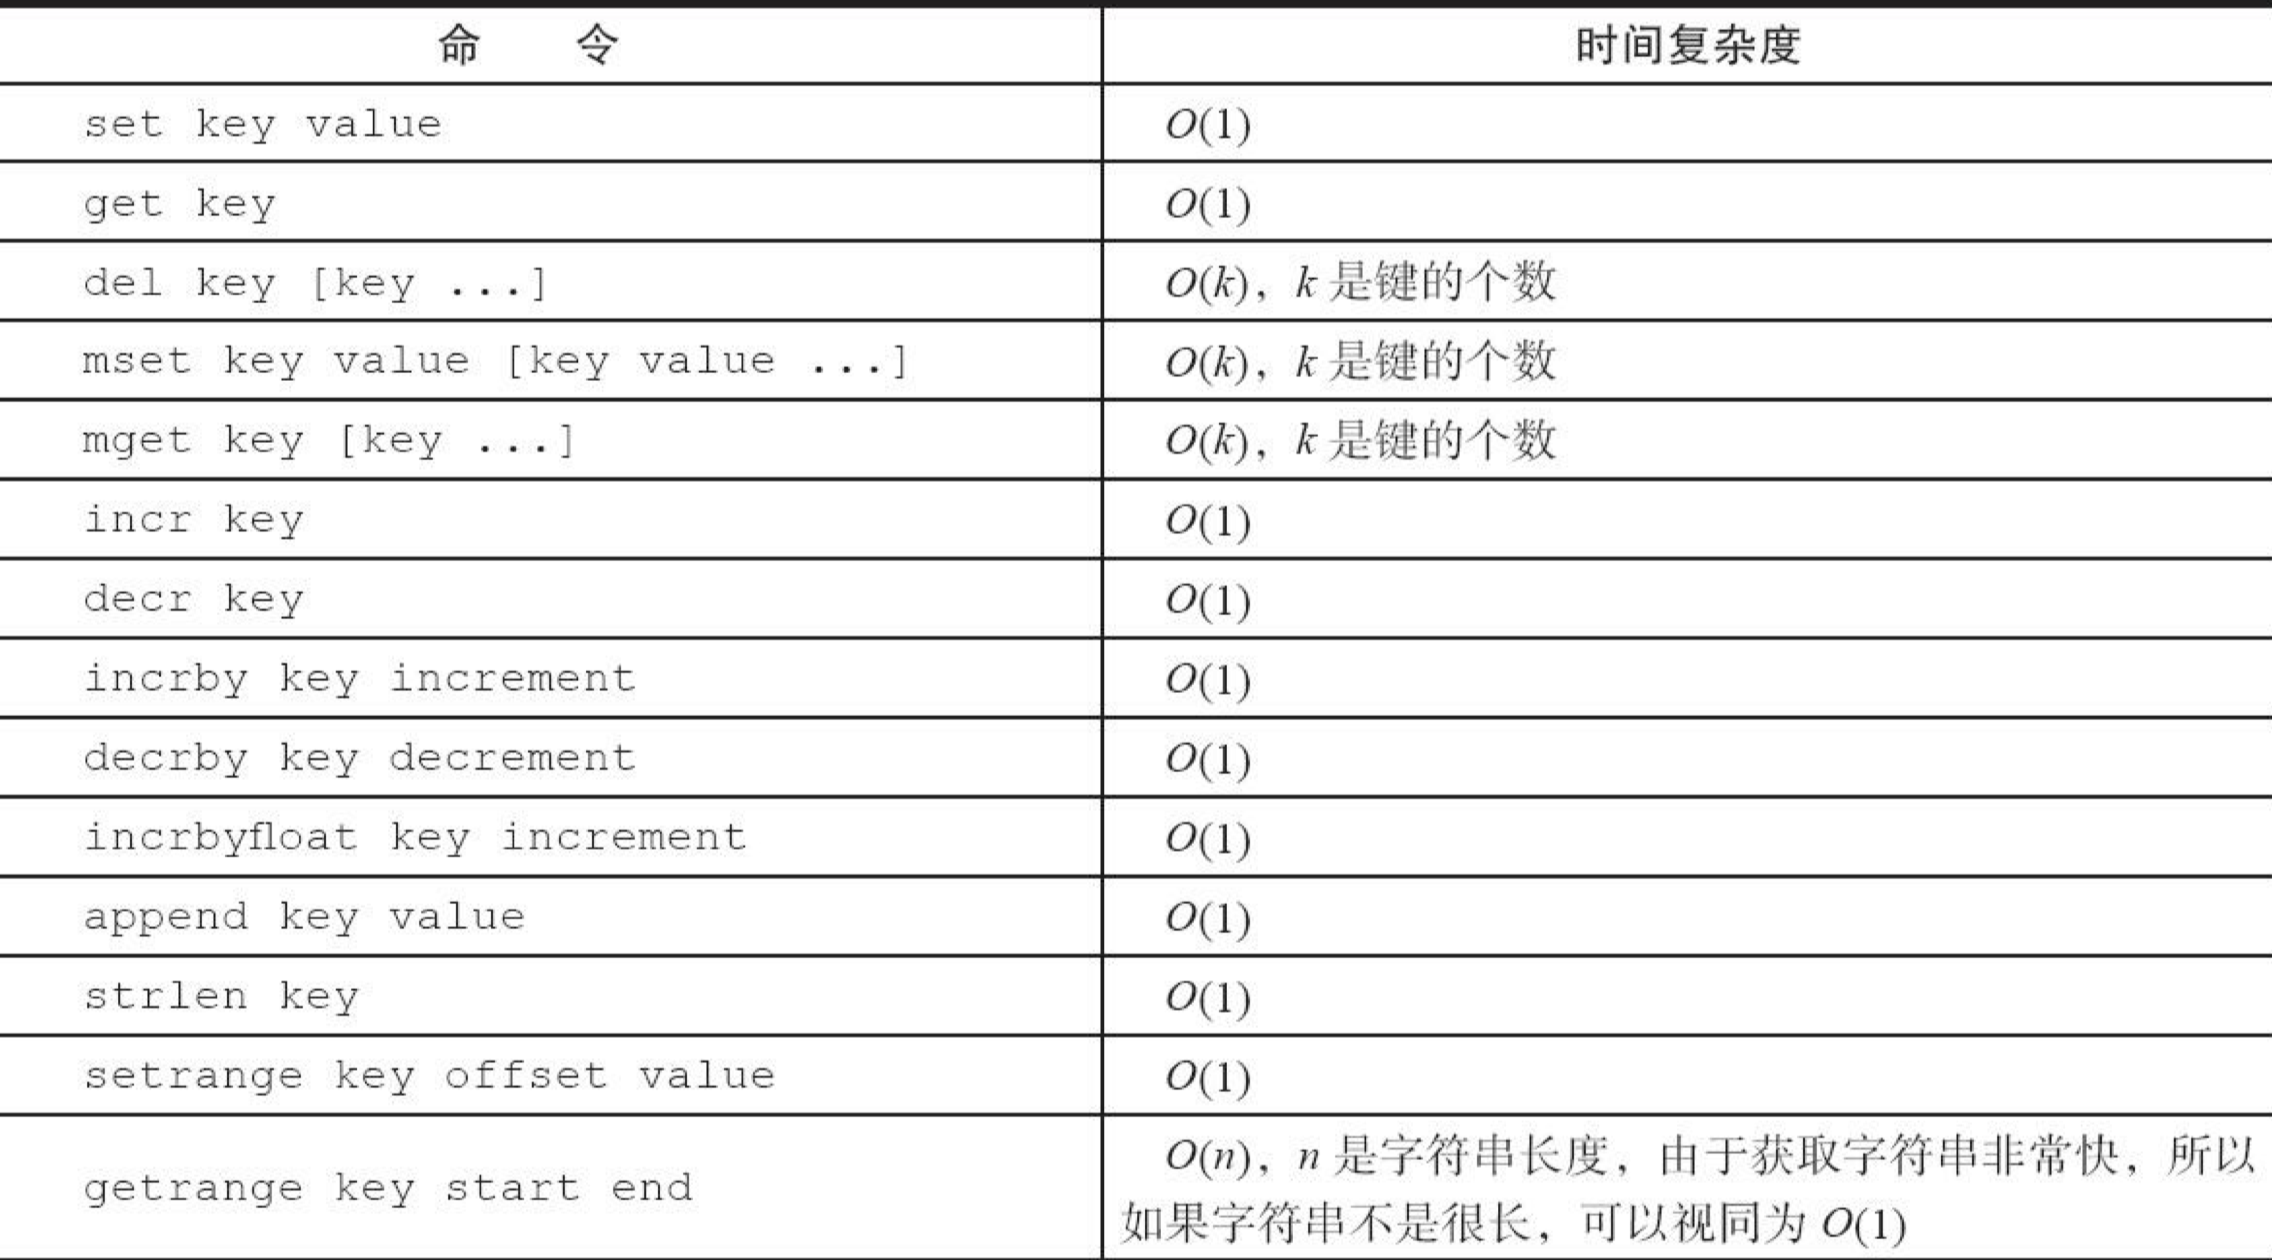 命 令 时间复杂度
set key value O(1)
get key O(1)
del key [key ...] O(k)，k 是键的个数
mset key value [key value ...] O(k)，k 是键的个数
mget key [key ...] O(k)，k 是键的个数
incr key O(1)
decr key O(1)
incrby key increment O(1)
decrby key decrement O(1)
incrbyfloat key increment O(1)
append key value O(1)
strlen key O(1)
setrange key offset value O(1)
getrange key start end O(n)，n 是字符串长度，由于获取字符串非常快，所以
如果字符串不是很长，可以视同为 O(1)